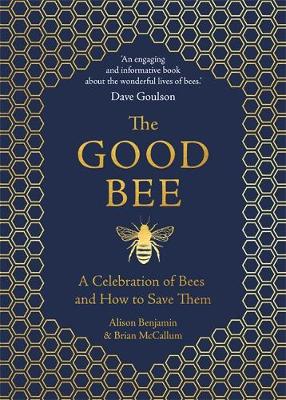 'An engaging
and informative book
about the wonderful lives of bees.'
Dave Goulson
The
GOOD
BEE
A Celebration of Bees
and How to Save Them
Alison Benjamin
& Brian McCallum